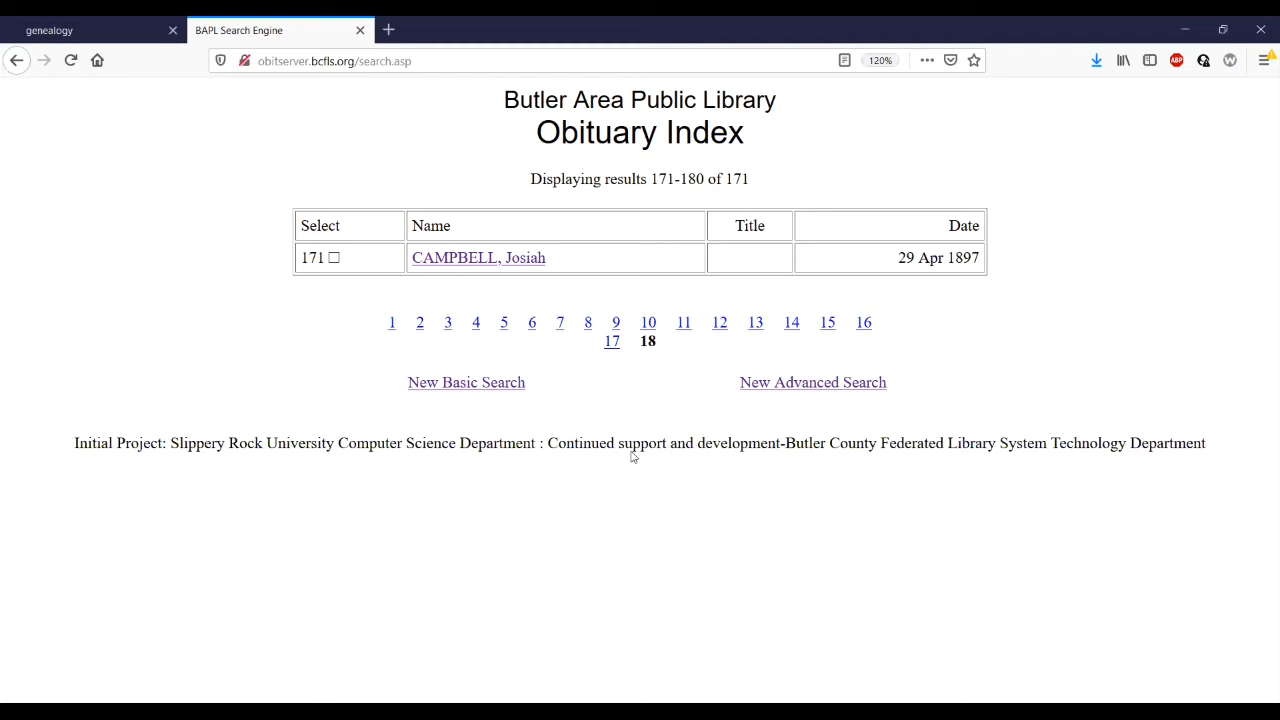 genealogy
BAPL Search Engine
obitserver.bcfls.org/search.asp
120%
ABP
W
Butler Area Public Library
Obituary Index
Displaying results 171-180 of 171
Select Name Title Date
171 CAMPBELL, Josiah 29 Apr 1897
1 2 3 4 5 6 7 8 9 10 11 12 13 14 15 16
17 18
New Basic Search New Advanced Search
Initial Project: Slippery Rock University Computer Science Department : Continued support and development-Butler County Federated Library System Technology Department